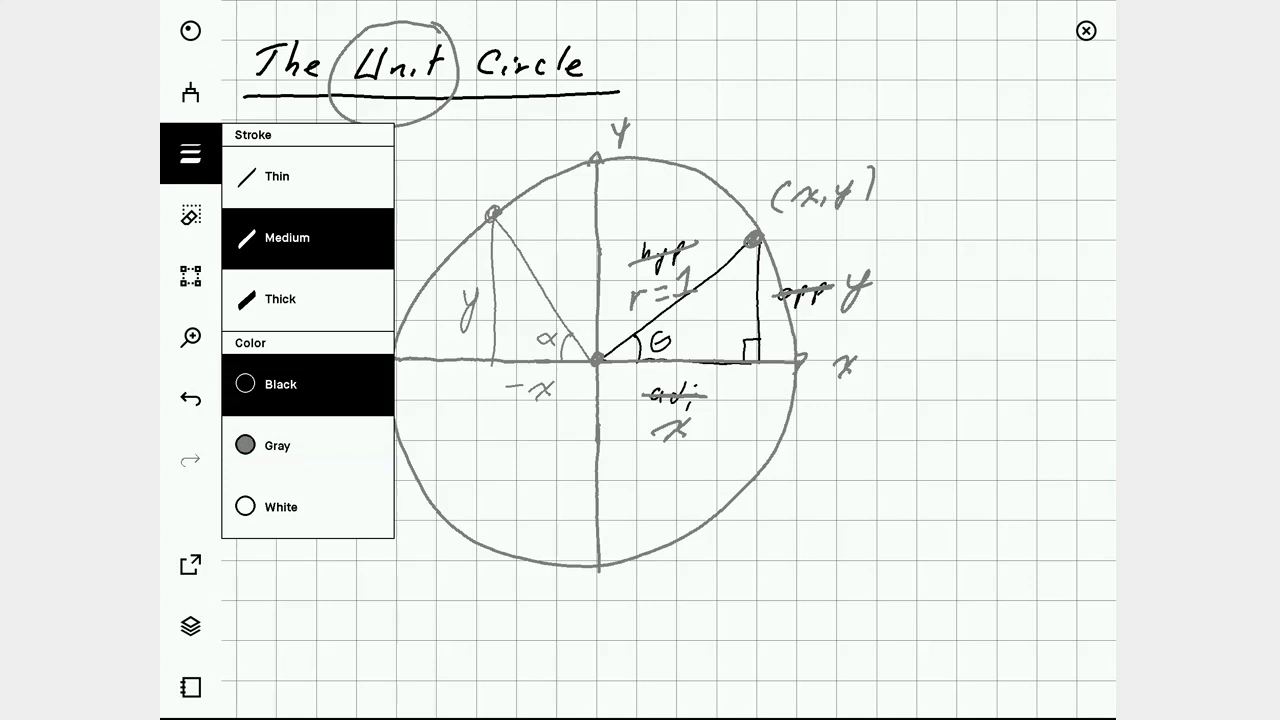 The Unit Circle
Stroke
Thin
Medium
Thick
Color
Black
Gray
White
y
(x, y)
hyp
r = 1
opp y
y
α
θ
x
-x
adj
x